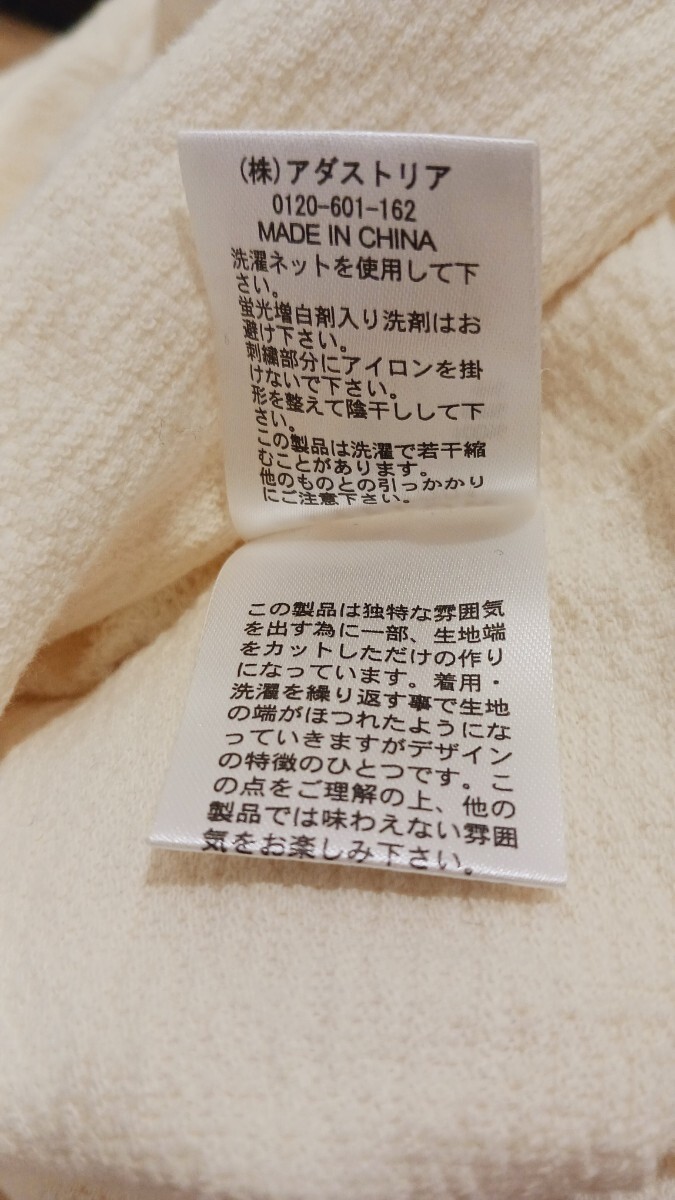 (株)アダストリア
0120-601-162
MADE IN CHINA
洗濯ネットを使用して下
さい。
蛍光増白剤入り洗剤はお
避け下さい。
刺繍部分にアイロンを掛
けないで下さい。
形を整えて陰干しして下
さい。
この製品は洗濯で若干縮
むことがあります。
他のものとの引っかかり
にご注意下さい。
この製品は独特な雰囲気
を出す為に一部、生地端
をカットしただけの作り
になっています。着用・
洗濯を繰り返す事で生地
の端がほつれたようにな
っていきますがデザイン
の特徴のひとつです。こ
の点をご理解の上、他の
製品では味わえない雰囲
気をお楽しみ下さい。